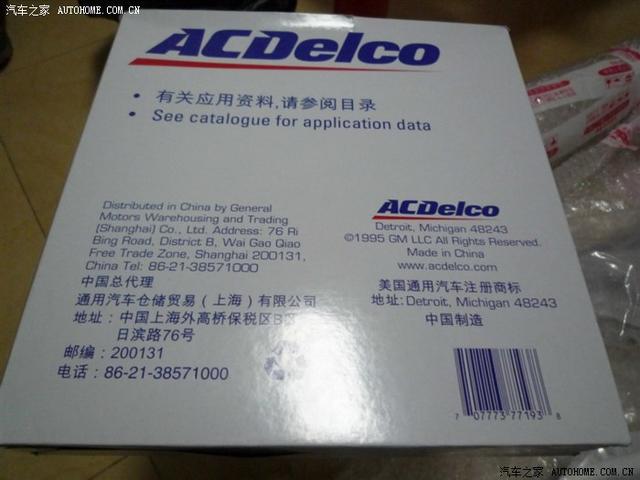 汽车之家 AUTOHOME.COM.CN
ACDelco
• 有关应用资料,请参阅目录
• See catalogue for application data
Distributed in China by General
Motors Warehousing and Trading
(Shanghai) Co., Ltd. Address: 76 Ri
Bing Road, District B, Wai Gao Qiao
Free Trade Zone, Shanghai 200131,
China Tel: 86-21-38571000
中国总代理
通用汽车仓储贸易（上海）有限公司
地址：中国上海外高桥保税区B区
日滨路76号
邮编：200131
电话：86-21-38571000
ACDelco
Detroit, Michigan 48243
©1995 GM LLC All Rights Reserved.
Made in China
www.acdelco.com
美国通用汽车注册商标
地址: Detroit, Michigan 48243
中国制造
7 07773 77193 8
汽车之家 AUTOHOME.COM.CN